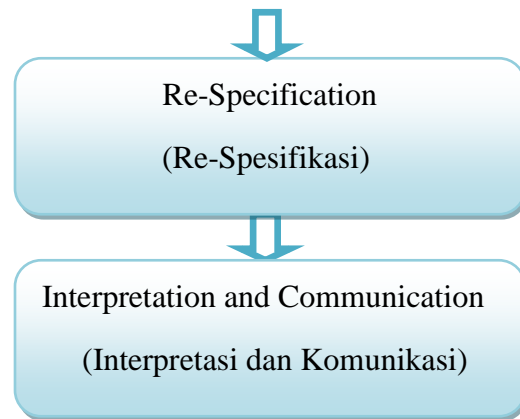 Re-Specification
(Re-Spesifikasi)
Interpretation and Communication
(Interpretasi dan Komunikasi)